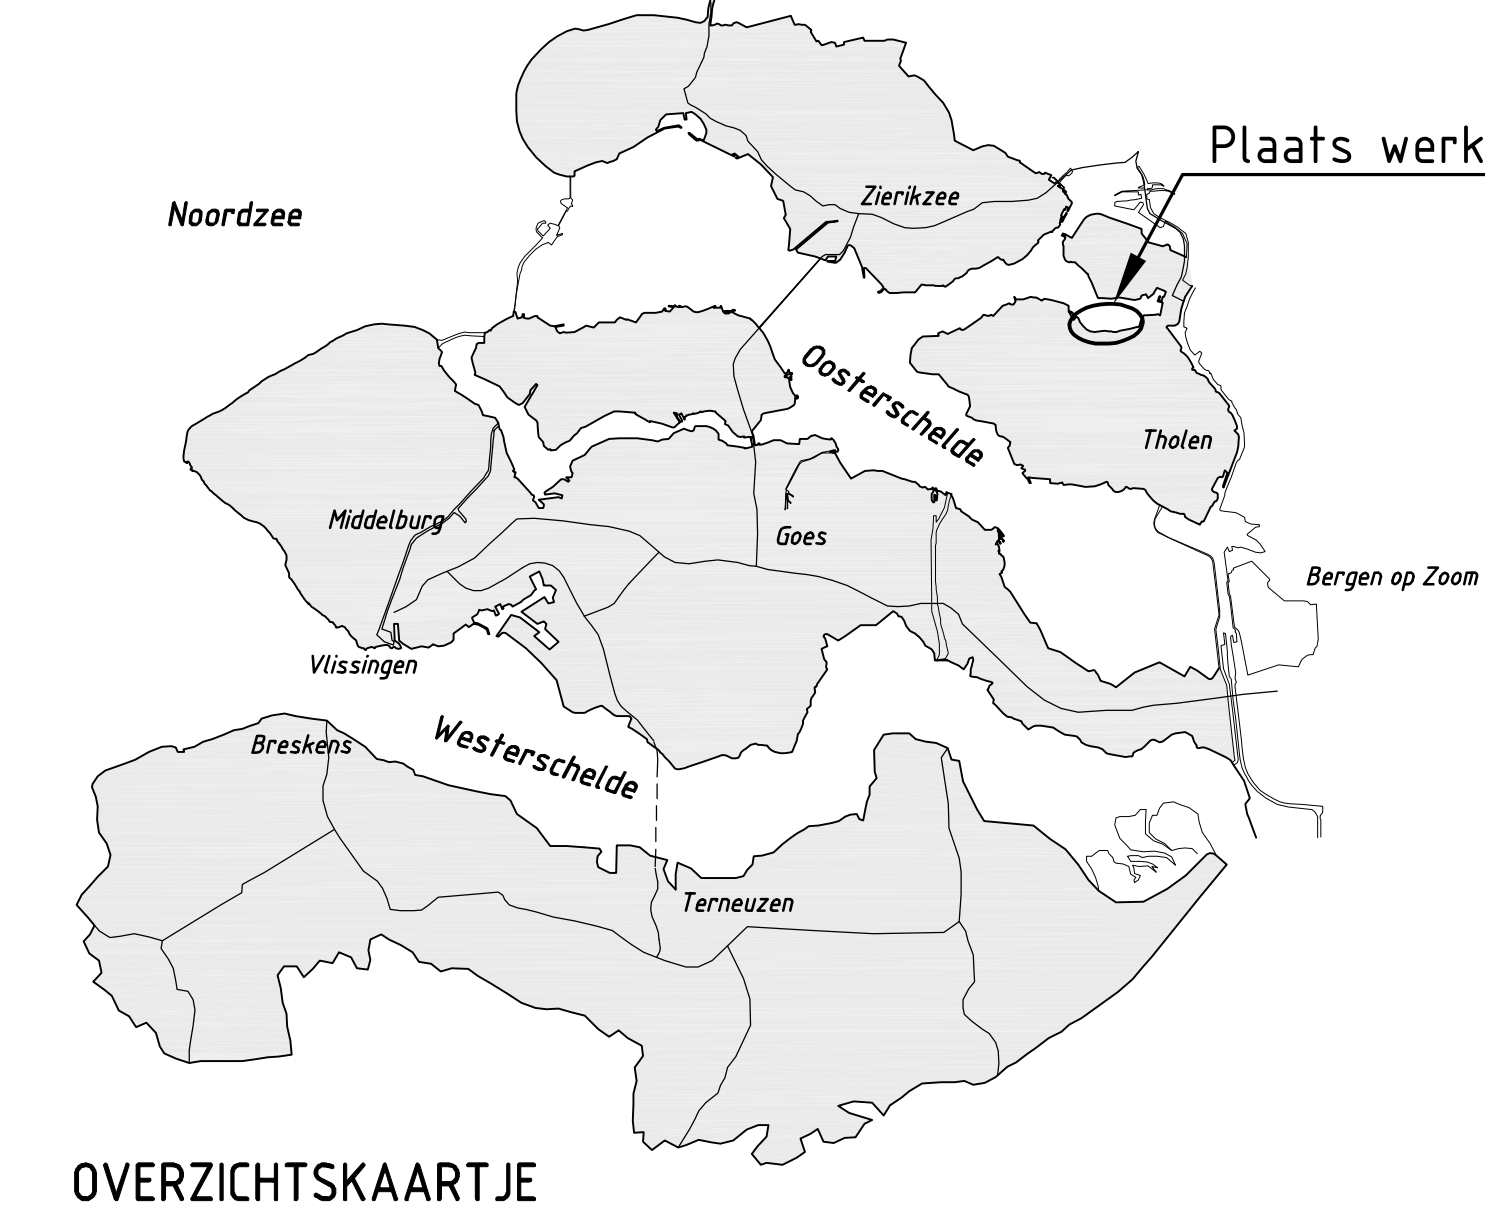 Plaats werk
Zierikzee
Noordzee
Oosterschelde
Tholen
Middelburg
Goes
Bergen op Zoom
Vlissingen
Westerschelde
Breskens
Terneuzen
OVERZICHTSKAARTJE